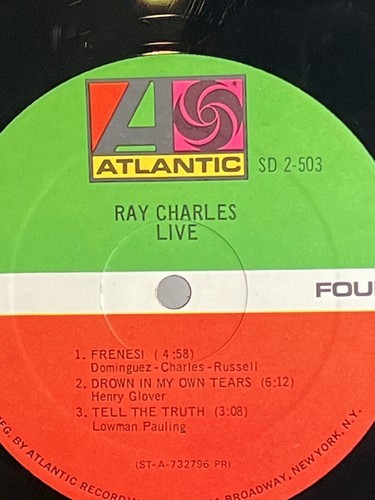 ATLANTIC
SD 2-503
RAY CHARLES
LIVE
1. FRENESI ( 4:58)
Dominguez - Charles - Russell
2. DROWN IN MY OWN TEARS (6:12)
Henry Glover
3. TELL THE TRUTH (3:08)
Lowman Pauling
(ST-A-732796 PR)
BY ATLANTIC RECORDING BROADWAY, NEW YORK, N.Y.